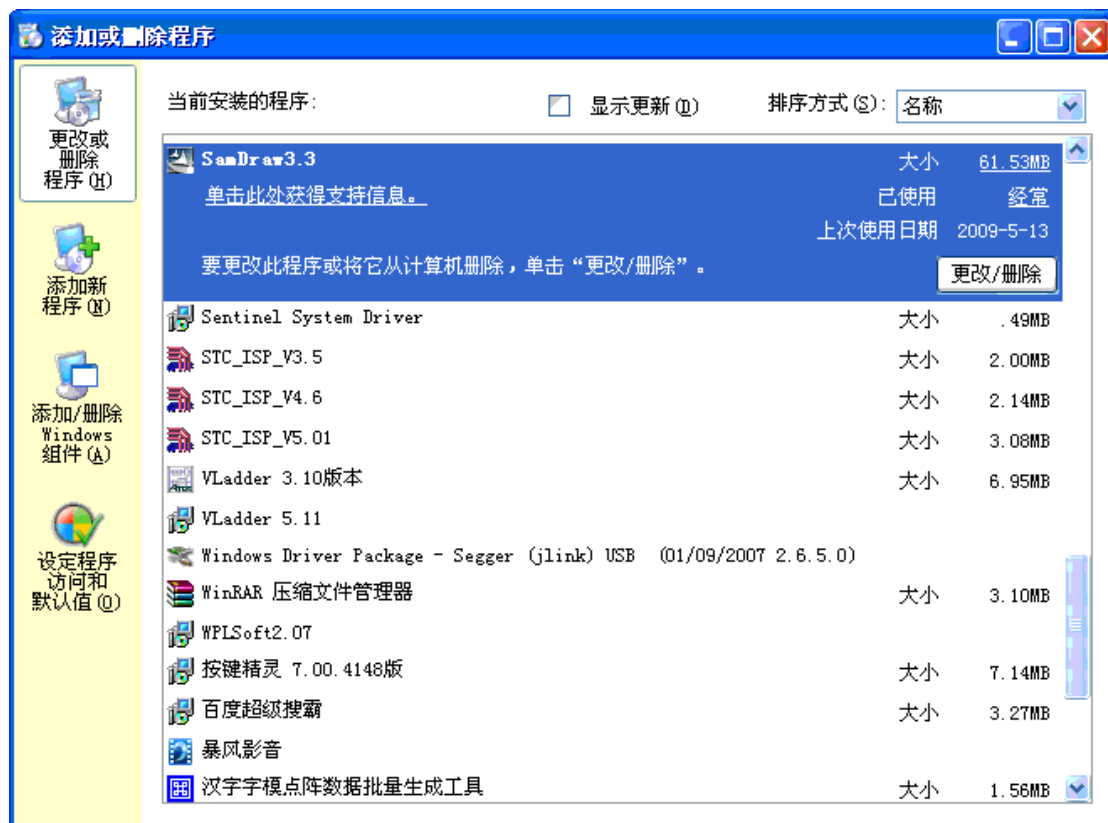 添加或删除程序
更改或
删除
程序(H)
添加新
程序(N)
添加/删除
Windows
组件(A)
设定程序
访问和
默认值(O)
当前安装的程序: 显示更新(D) 排序方式(S): 名称
SamDraw3.3 大小 61.53MB
单击此处获得支持信息。 已使用 经常
上次使用日期 2009-5-13
要更改此程序或将它从计算机删除，单击“更改/删除”。 更改/删除
Sentinel System Driver 大小 .49MB
STC_ISP_V3.5 大小 2.00MB
STC_ISP_V4.6 大小 2.14MB
STC_ISP_V5.01 大小 3.08MB
VLadder 3.10版本 大小 6.95MB
VLadder 5.11
Windows Driver Package - Segger (jlink) USB (01/09/2007 2.6.5.0)
WinRAR 压缩文件管理器 大小 3.10MB
WPLSoft2.07
按键精灵 7.00.4148版 大小 7.14MB
百度超级搜霸 大小 3.27MB
暴风影音
汉字字模点阵数据批量生成工具 大小 1.56MB